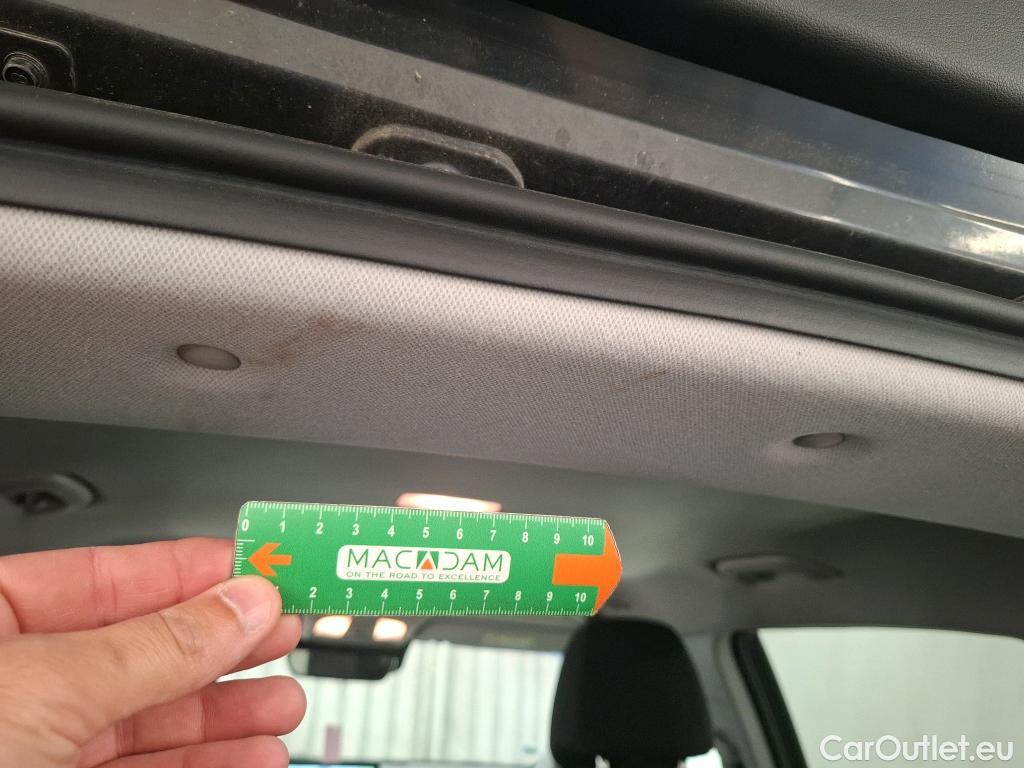 0 1 2 3 4 5 6 7 8 9 10
MACADAM
ON THE ROAD TO EXCELLENCE
2 3 4 5 6 7 8 9 10
CarOutlet.eu